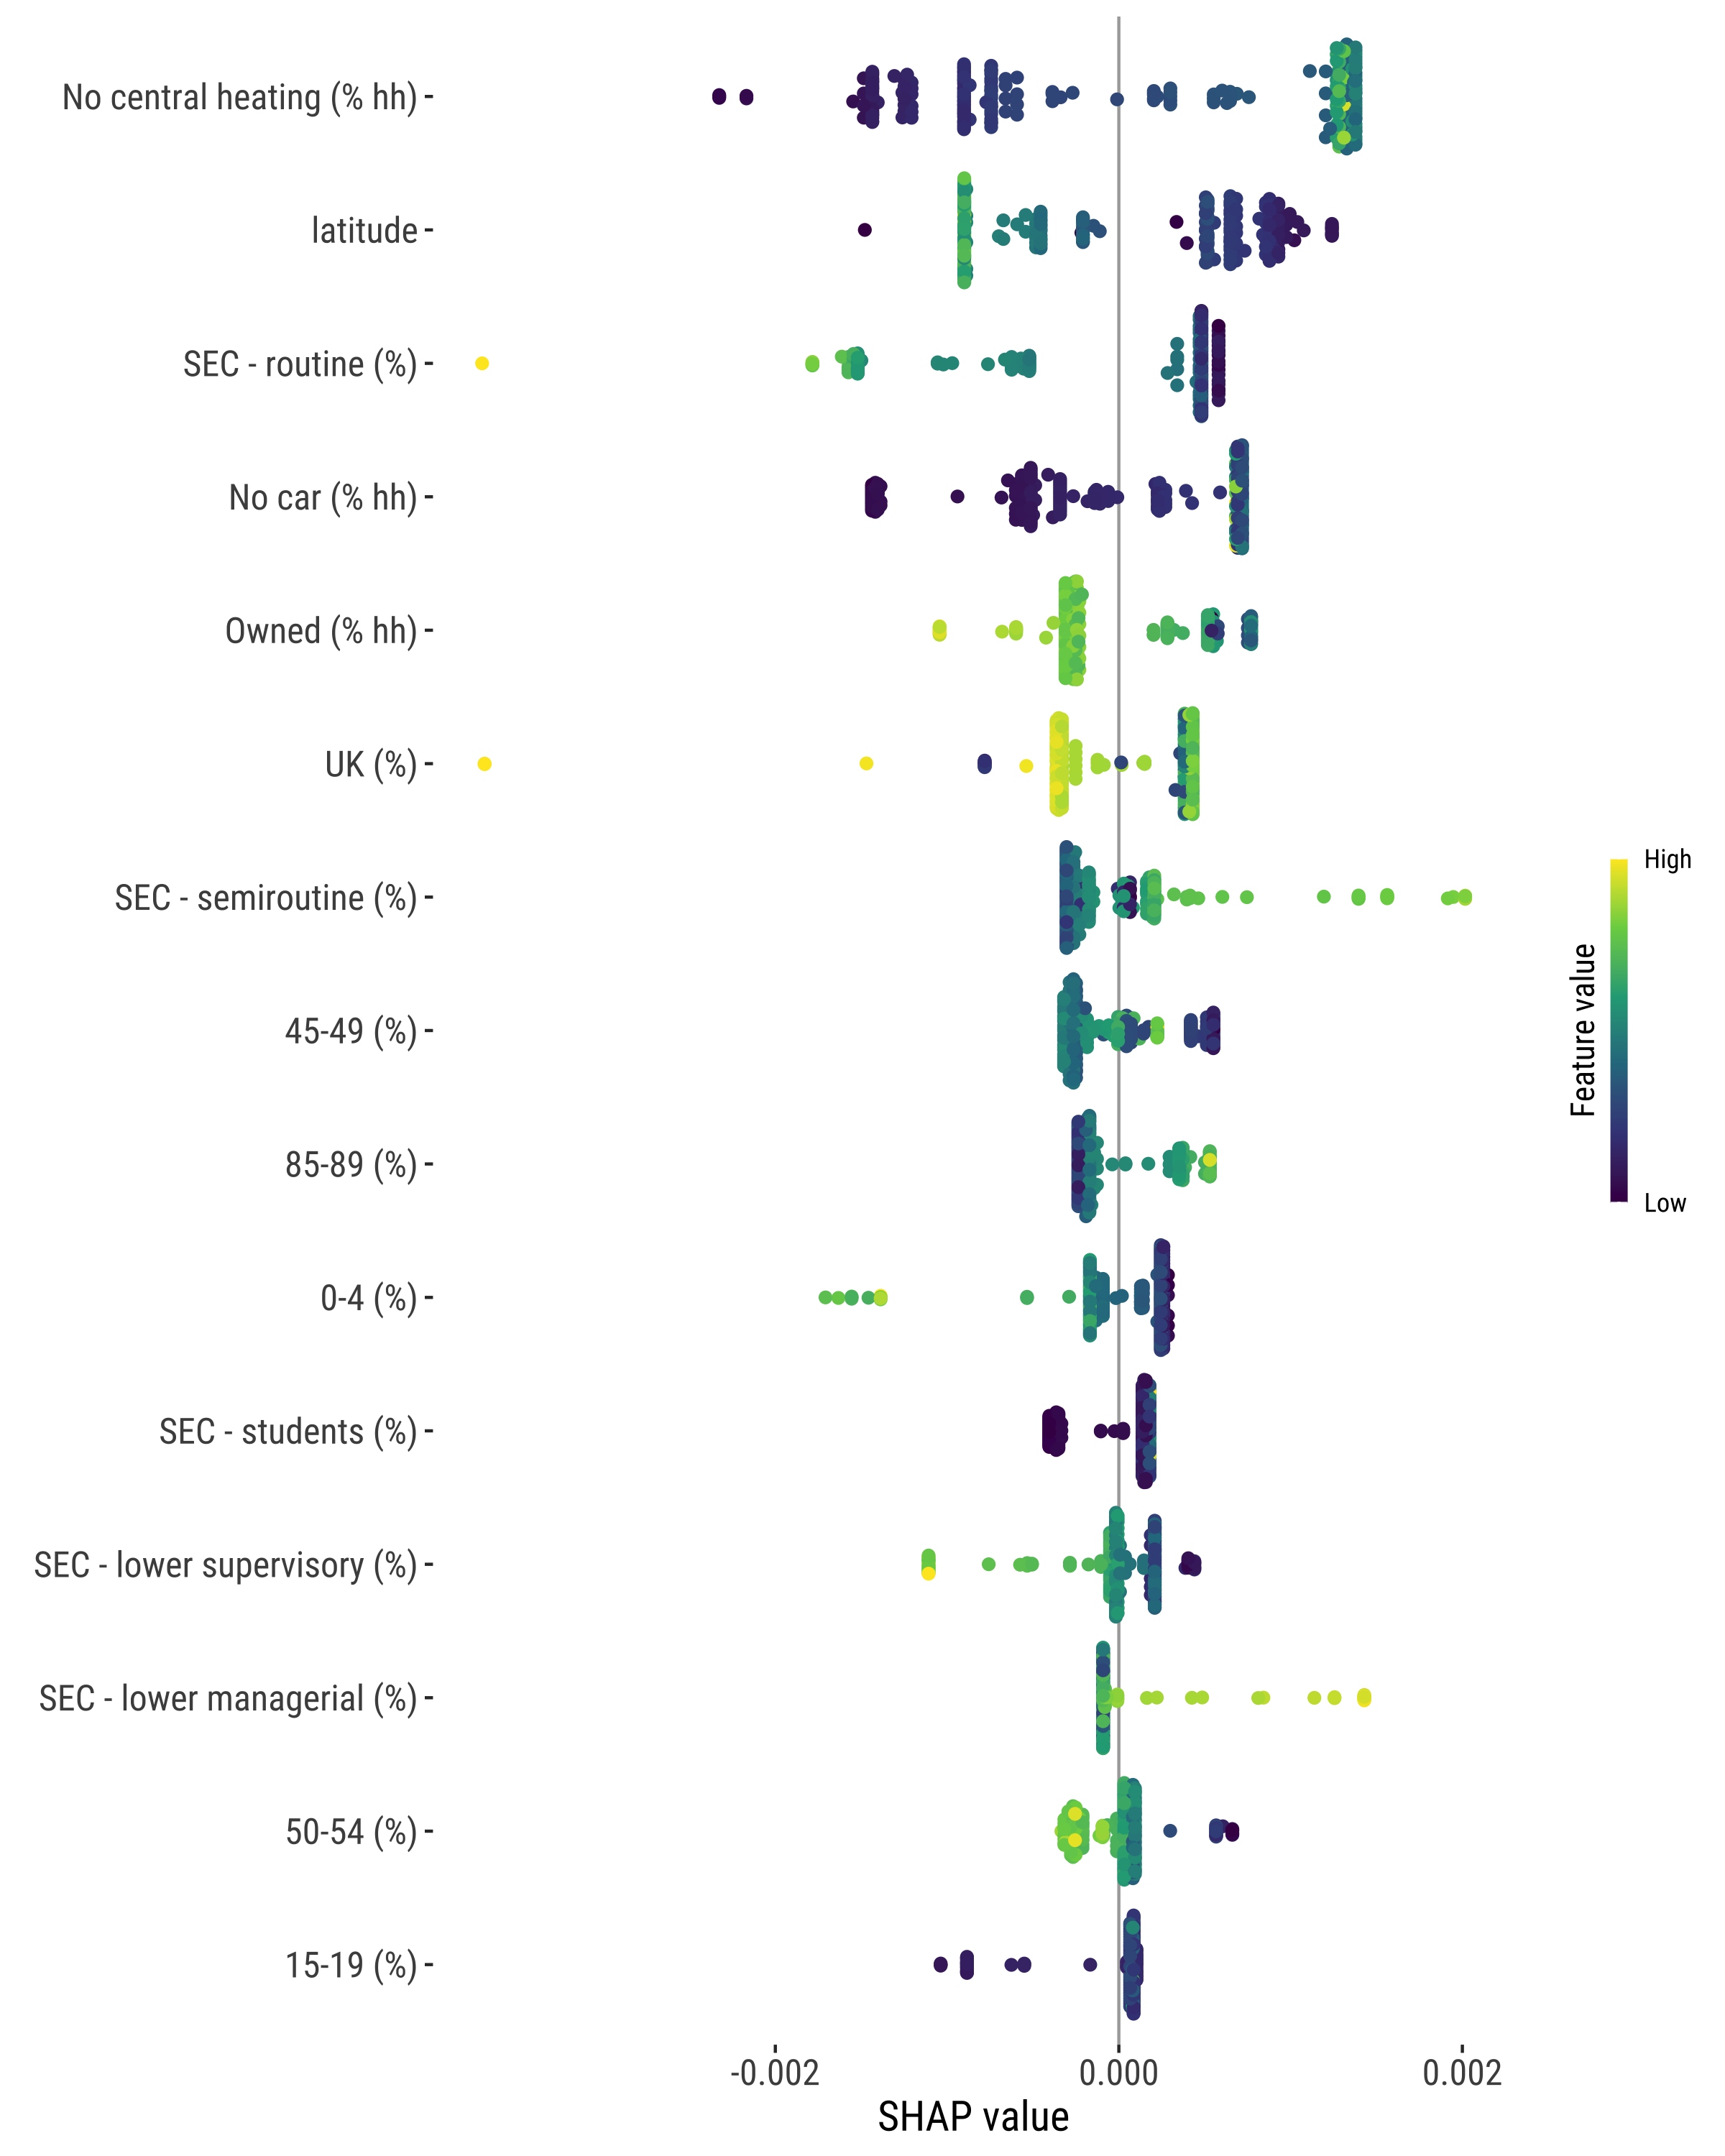 No central heating (% hh)
latitude
SEC - routine (%)
No car (% hh)
Owned (% hh)
UK (%)
SEC - semiroutine (%)
45-49 (%)
85-89 (%)
0-4 (%)
SEC - students (%)
SEC - lower supervisory (%)
SEC - lower managerial (%)
50-54 (%)
15-19 (%)
-0.002 0.000 0.002
SHAP value
High
Feature value
Low